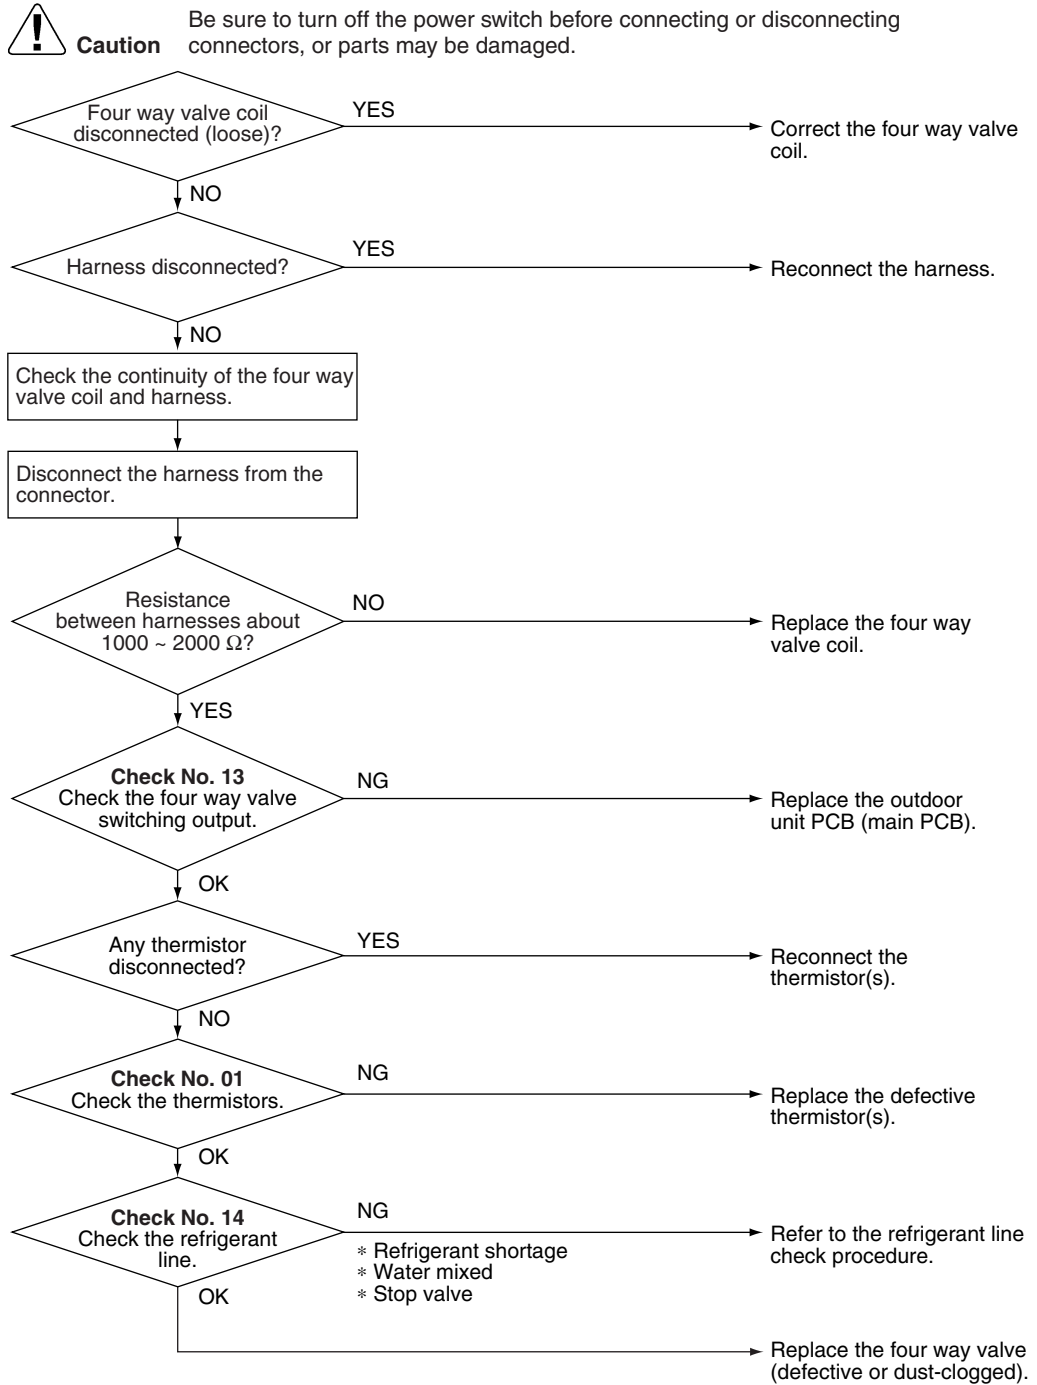 Be sure to turn off the power switch before connecting or disconnecting
Caution connectors, or parts may be damaged.
Four way valve coil
disconnected (loose)?
YES
Correct the four way valve
coil.
NO
Harness disconnected?
YES
Reconnect the harness.
NO
Check the continuity of the four way
valve coil and harness.
Disconnect the harness from the
connector.
Resistance
between harnesses about
1000 ~ 2000 Ω?
NO
Replace the four way
valve coil.
YES
Check No. 13
Check the four way valve
switching output.
NG
Replace the outdoor
unit PCB (main PCB).
OK
Any thermistor
disconnected?
YES
Reconnect the
thermistor(s).
NO
Check No. 01
Check the thermistors.
NG
Replace the defective
thermistor(s).
OK
Check No. 14
Check the refrigerant
line.
NG
∗ Refrigerant shortage
∗ Water mixed
∗ Stop valve
Refer to the refrigerant line
check procedure.
OK
Replace the four way valve
(defective or dust-clogged).